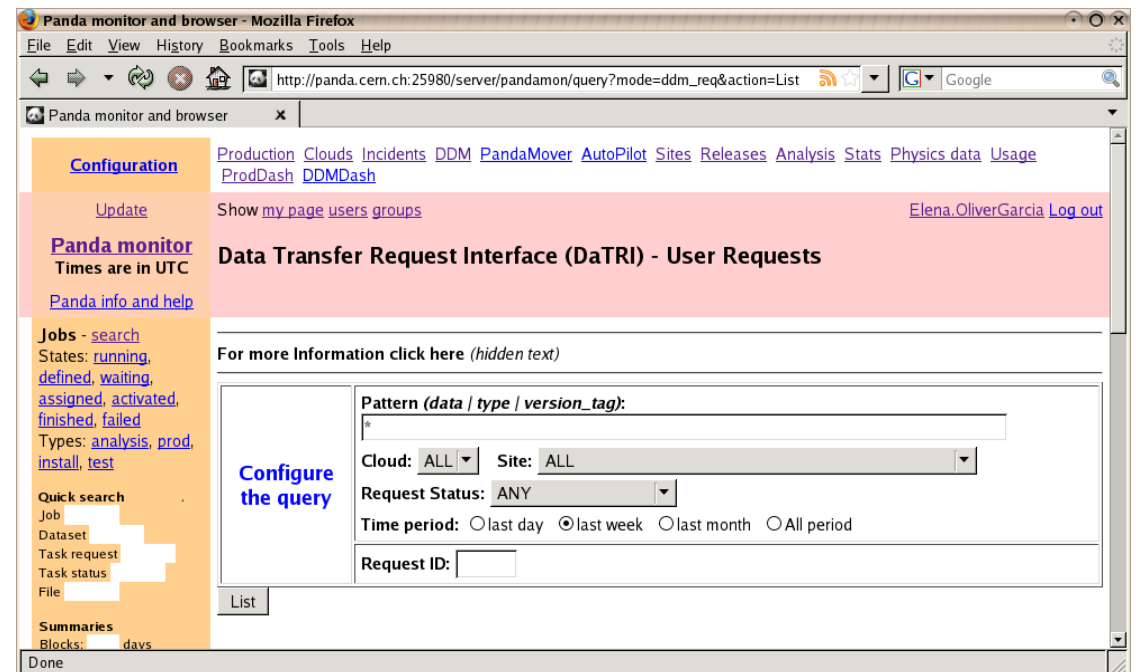 Panda monitor and browser - Mozilla Firefox
File Edit View History Bookmarks Tools Help
http://panda.cern.ch:25980/server/pandamon/query?mode=ddm_req&action=List
G Google
Panda monitor and browser x
Configuration
Production Clouds Incidents DDM PandaMover AutoPilot Sites Releases Analysis Stats Physics data Usage
ProdDash DDMDash
Update
Show my page users groups
Elena.OliverGarcia Log out
Panda monitor
Times are in UTC
Panda info and help
Data Transfer Request Interface (DaTRI) - User Requests
Jobs - search
States: running,
defined, waiting,
assigned, activated,
finished, failed
Types: analysis, prod,
install, test
Quick search .
Job
Dataset
Task request
Task status
File
Summaries
Blocks: days
For more Information click here (hidden text)
Configure
the query
Pattern (data | type | version_tag):
*
Cloud: ALL Site: ALL
Request Status: ANY
Time period: last day last week last month All period
Request ID:
List
Done